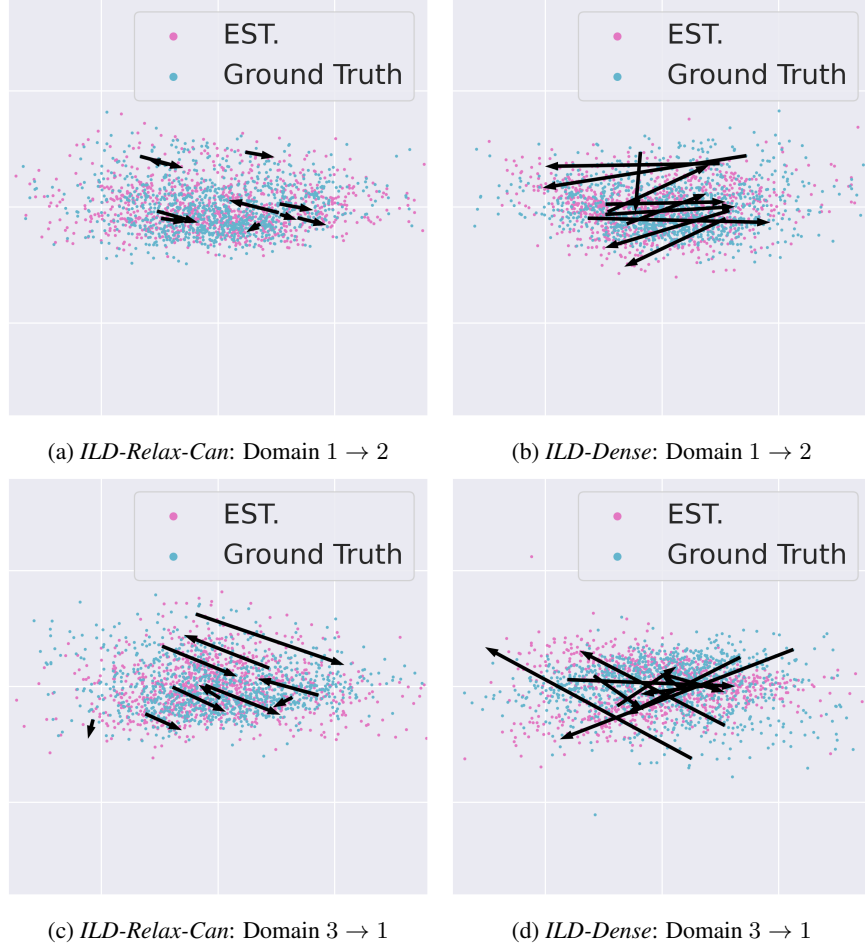 EST.
Ground Truth
EST.
Ground Truth
(a) ILD-Relax-Can: Domain 1 → 2
(b) ILD-Dense: Domain 1 → 2
EST.
Ground Truth
EST.
Ground Truth
(c) ILD-Relax-Can: Domain 3 → 1
(d) ILD-Dense: Domain 3 → 1